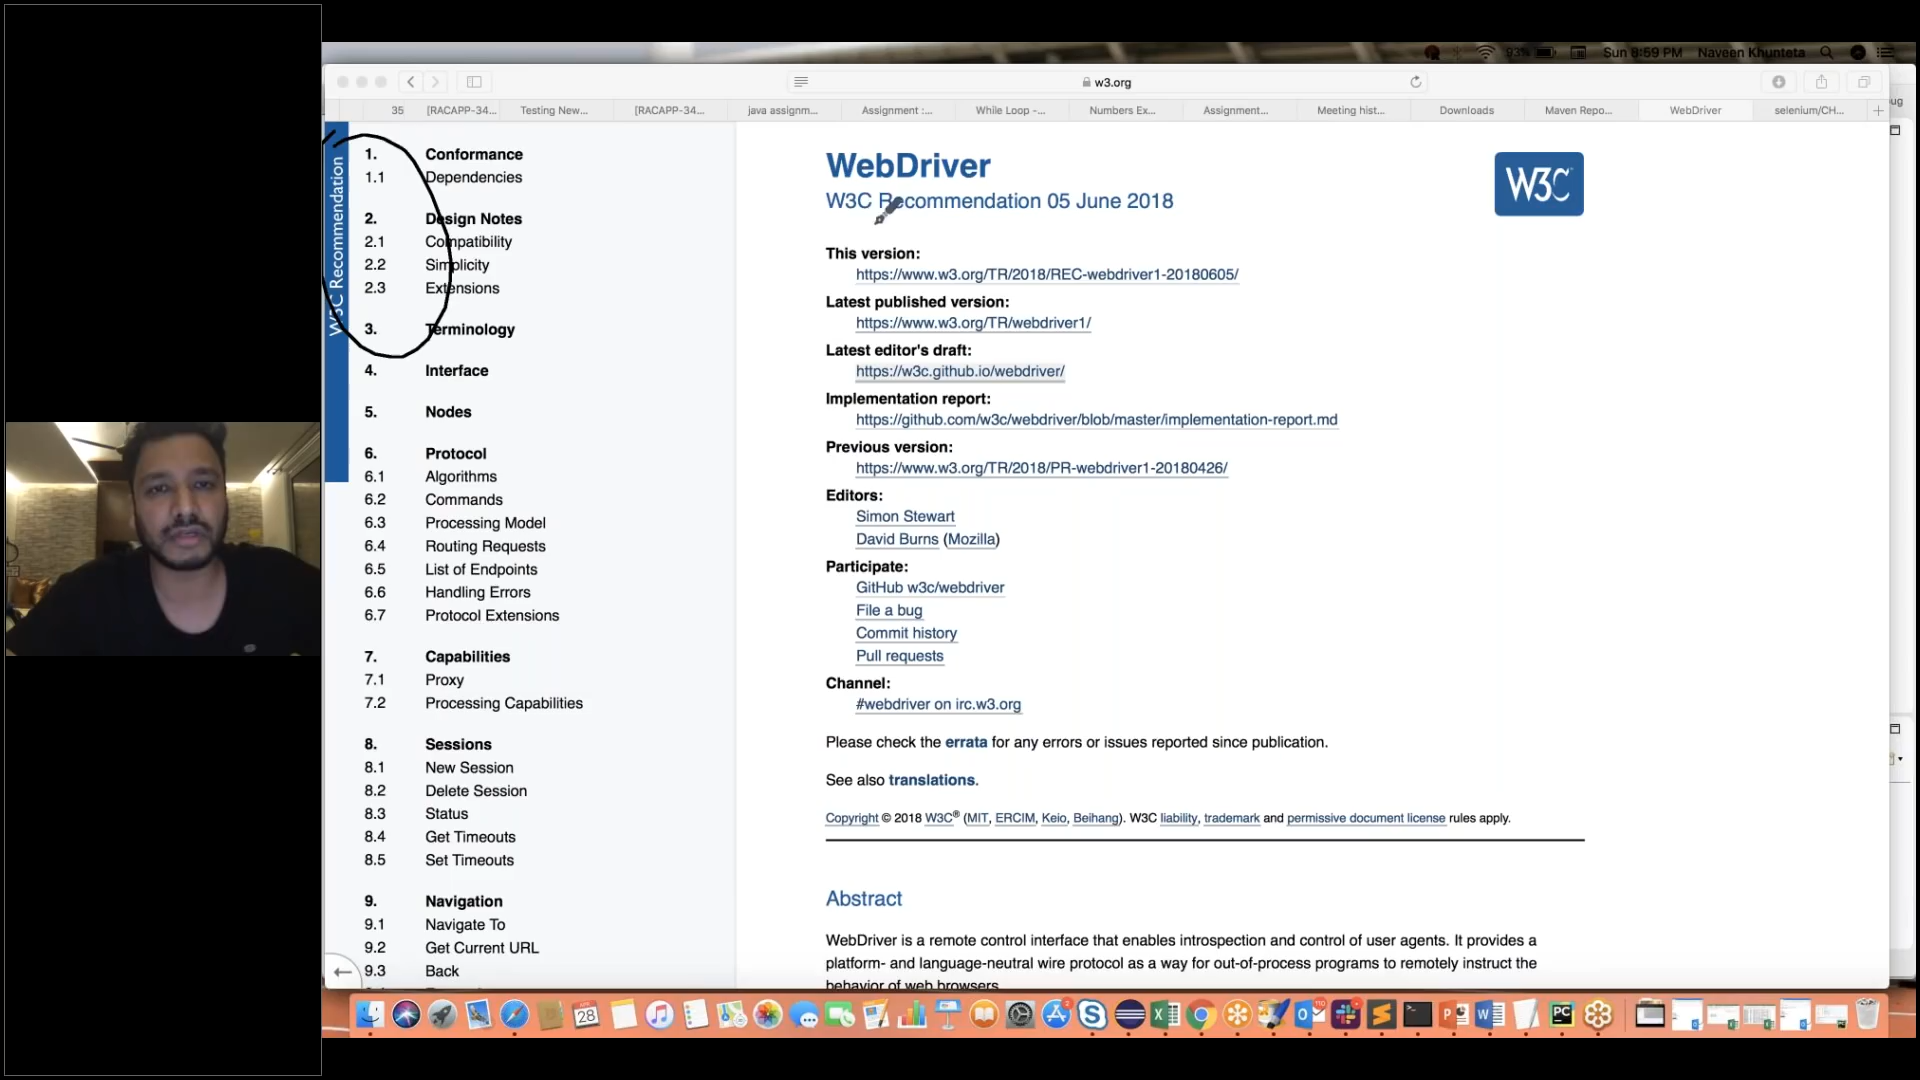 93% Sun 8:59 PM Naveen Khunteta
w3.org
35 [RACAPP-34... Testing New... [RACAPP-34... java assignm... Assignment :... While Loop -... Numbers Ex... Assignment... Meeting hist... Downloads Maven Repo... WebDriver selenium/CH...
W3C Recommendation
1. Conformance
1.1 Dependencies
2. Design Notes
2.1 Compatibility
2.2 Simplicity
2.3 Extensions
3. Terminology
4. Interface
5. Nodes
6. Protocol
6.1 Algorithms
6.2 Commands
6.3 Processing Model
6.4 Routing Requests
6.5 List of Endpoints
6.6 Handling Errors
6.7 Protocol Extensions
7. Capabilities
7.1 Proxy
7.2 Processing Capabilities
8. Sessions
8.1 New Session
8.2 Delete Session
8.3 Status
8.4 Get Timeouts
8.5 Set Timeouts
9. Navigation
9.1 Navigate To
9.2 Get Current URL
9.3 Back
WebDriver
W3C Recommendation 05 June 2018
W3C
This version:
https://www.w3.org/TR/2018/REC-webdriver1-20180605/
Latest published version:
https://www.w3.org/TR/webdriver1/
Latest editor's draft:
https://w3c.github.io/webdriver/
Implementation report:
https://github.com/w3c/webdriver/blob/master/implementation-report.md
Previous version:
https://www.w3.org/TR/2018/PR-webdriver1-20180426/
Editors:
Simon Stewart
David Burns (Mozilla)
Participate:
GitHub w3c/webdriver
File a bug
Commit history
Pull requests
Channel:
#webdriver on irc.w3.org
Please check the errata for any errors or issues reported since publication.
See also translations.
Copyright © 2018 W3C® (MIT, ERCIM, Keio, Beihang). W3C liability, trademark and permissive document license rules apply.
Abstract
WebDriver is a remote control interface that enables introspection and control of user agents. It provides a
platform- and language-neutral wire protocol as a way for out-of-process programs to remotely instruct the
behavior of web browsers.
28
PC